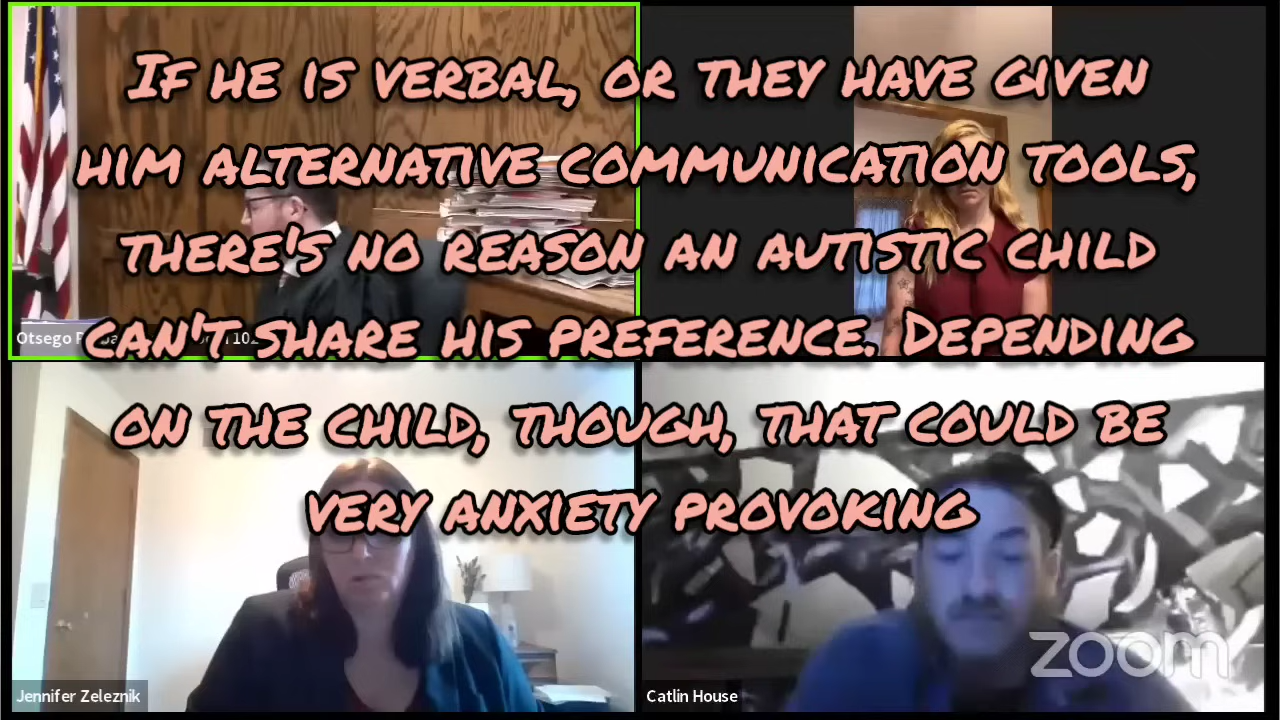 If he is verbal, or they have given
him alternative communication tools,
there's no reason an autistic child
can't share his preference. Depending
on the child, though, that could be
very anxiety provoking
Otsego
Jennifer Zeleznik
Catlin House
zoom